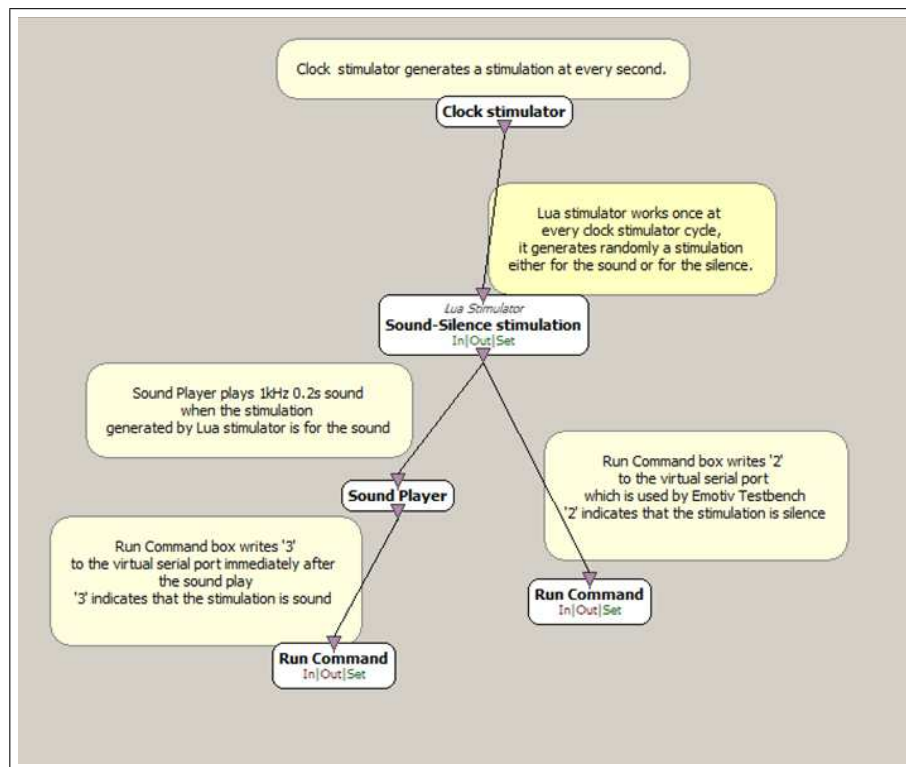 Clock stimulator generates a stimulation at every second.
Clock stimulator
Lua stimulator works once at
every clock stimulator cycle,
it generates randomly a stimulation
either for the sound or for the silence.
Lua Stimulator
Sound-Silence stimulation
In|Out|Set
Sound Player plays 1kHz 0.2s sound
when the stimulation
generated by Lua stimulator is for the sound
Run Command box writes '2'
to the virtual serial port
which is used by Emotiv Testbench
'2' indicates that the stimulation is silence
Sound Player
Run Command box writes '3'
to the virtual serial port immediately after
the sound play
'3' indicates that the stimulation is sound
Run Command
In|Out|Set
Run Command
In|Out|Set